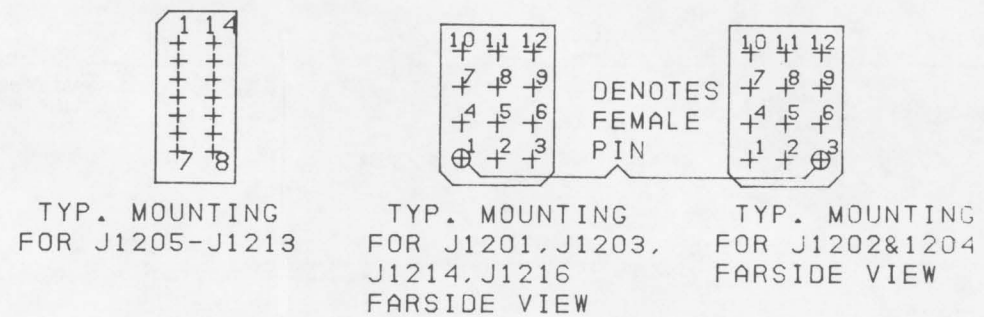 1 14
7 8
TYP. MOUNTING
FOR J1205-J1213
10 11 12
7 8 9
4 5 6
1 2 3
TYP. MOUNTING
FOR J1201,J1203,
J1214,J1216
FARSIDE VIEW
DENOTES
FEMALE
PIN
10 11 12
7 8 9
4 5 6
1 2 3
TYP. MOUNTING
FOR J1202&1204
FARSIDE VIEW